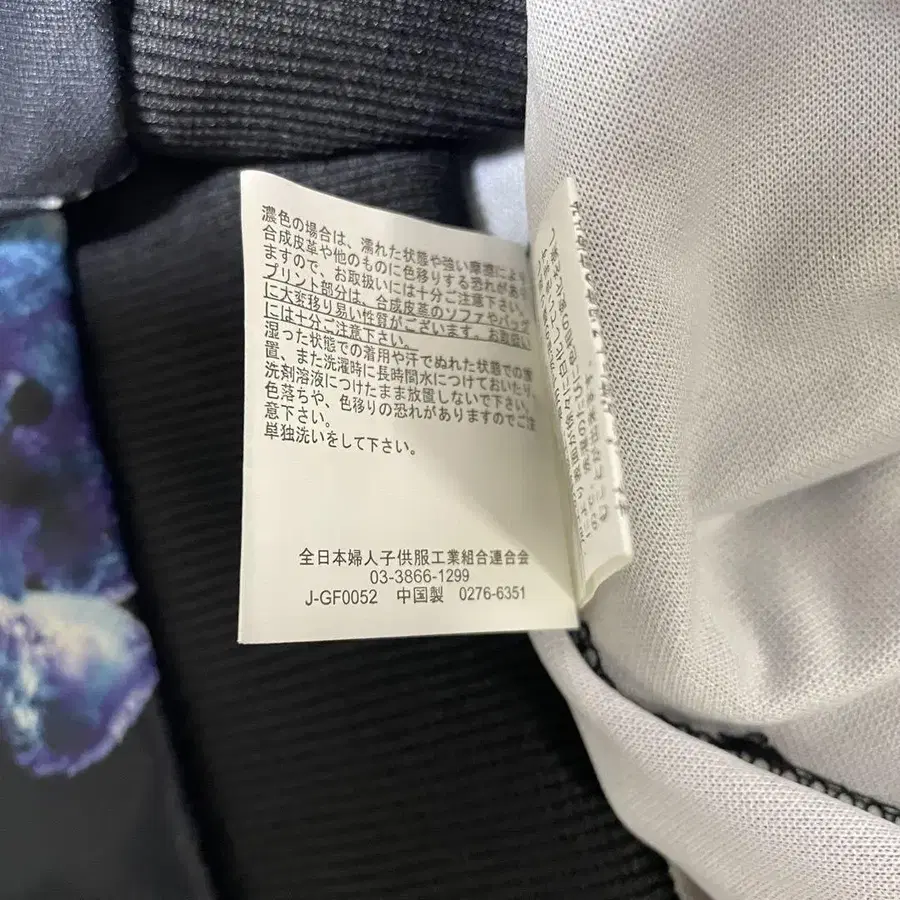 濃色の場合は、濡れた状態や強い摩擦により
合成皮革や他のものに色移りする恐れがあり
ますので、お取扱いには十分ご注意下さい。
プリント部分は、合成皮革のソファやバッグ
に大変移り易い性質がございます。お取扱い
には十分ご注意下さい。
湿った状態での着用や汗でぬれた状態での放
置、また洗濯時に長時間水につけておいたり、
洗剤溶液につけたまま放置しないで下さい。
色落ちや、色移りの恐れがありますのでご注
意下さい。
単独洗いをして下さい。
全日本婦人子供服工業組合連合会
03-3866-1299
J-GF0052 中国製 0276-6351